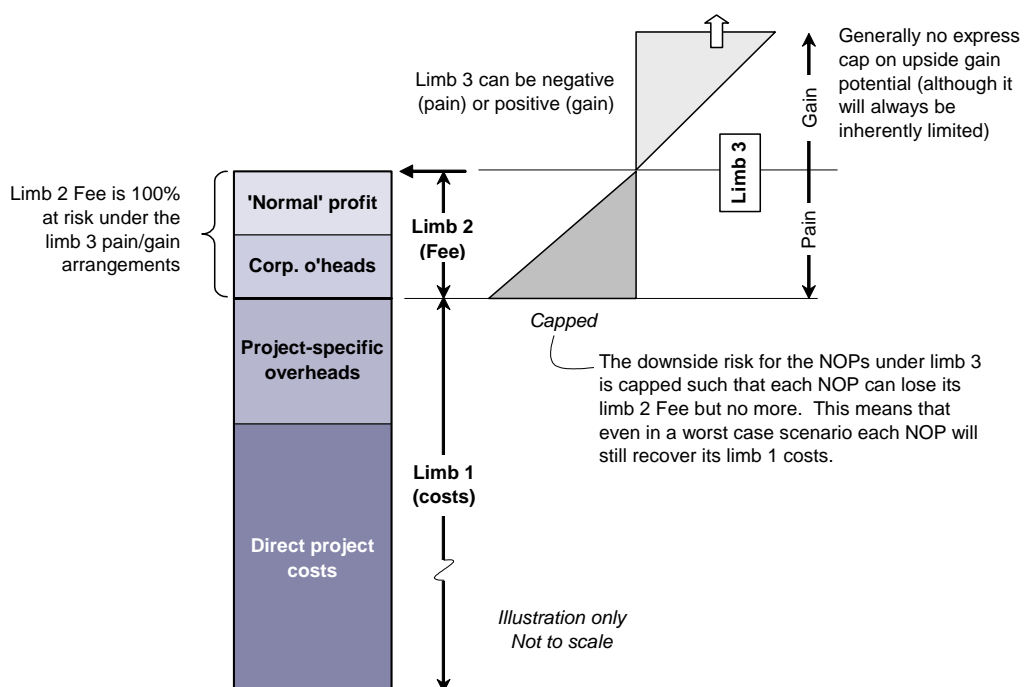 Generally no express
cap on upside gain
potential (although it
will always be
inherently limited)
Limb 3 can be negative
(pain) or positive (gain)
Gain
Limb 3
Pain
Limb 2 Fee is 100%
at risk under the
limb 3 pain/gain
arrangements
'Normal' profit
Corp. o'heads
Limb 2
(Fee)
Project-specific
overheads
Capped
The downside risk for the NOPs under limb 3
is capped such that each NOP can lose its
limb 2 Fee but no more. This means that
even in a worst case scenario each NOP will
still recover its limb 1 costs.
Limb 1
(costs)
Direct project
costs
Illustration only
Not to scale